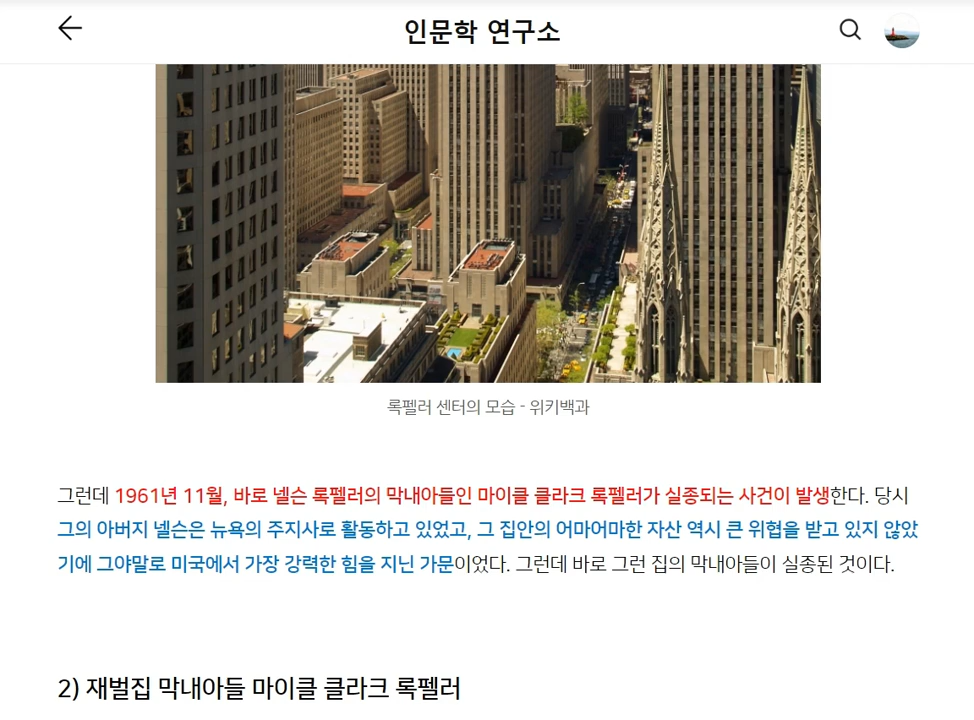 인문학 연구소
록펠러 센터의 모습 - 위키백과
그런데 1961년 11월, 바로 넬슨 록펠러의 막내아들인 마이클 클라크 록펠러가 실종되는 사건이 발생한다. 당시
그의 아버지 넬슨은 뉴욕의 주지사로 활동하고 있었고, 그 집안의 어마어마한 자산 역시 큰 위협을 받고 있지 않았
기에 그야말로 미국에서 가장 강력한 힘을 지닌 가문이었다. 그런데 바로 그런 집의 막내아들이 실종된 것이다.
2) 재벌집 막내아들 마이클 클라크 록펠러